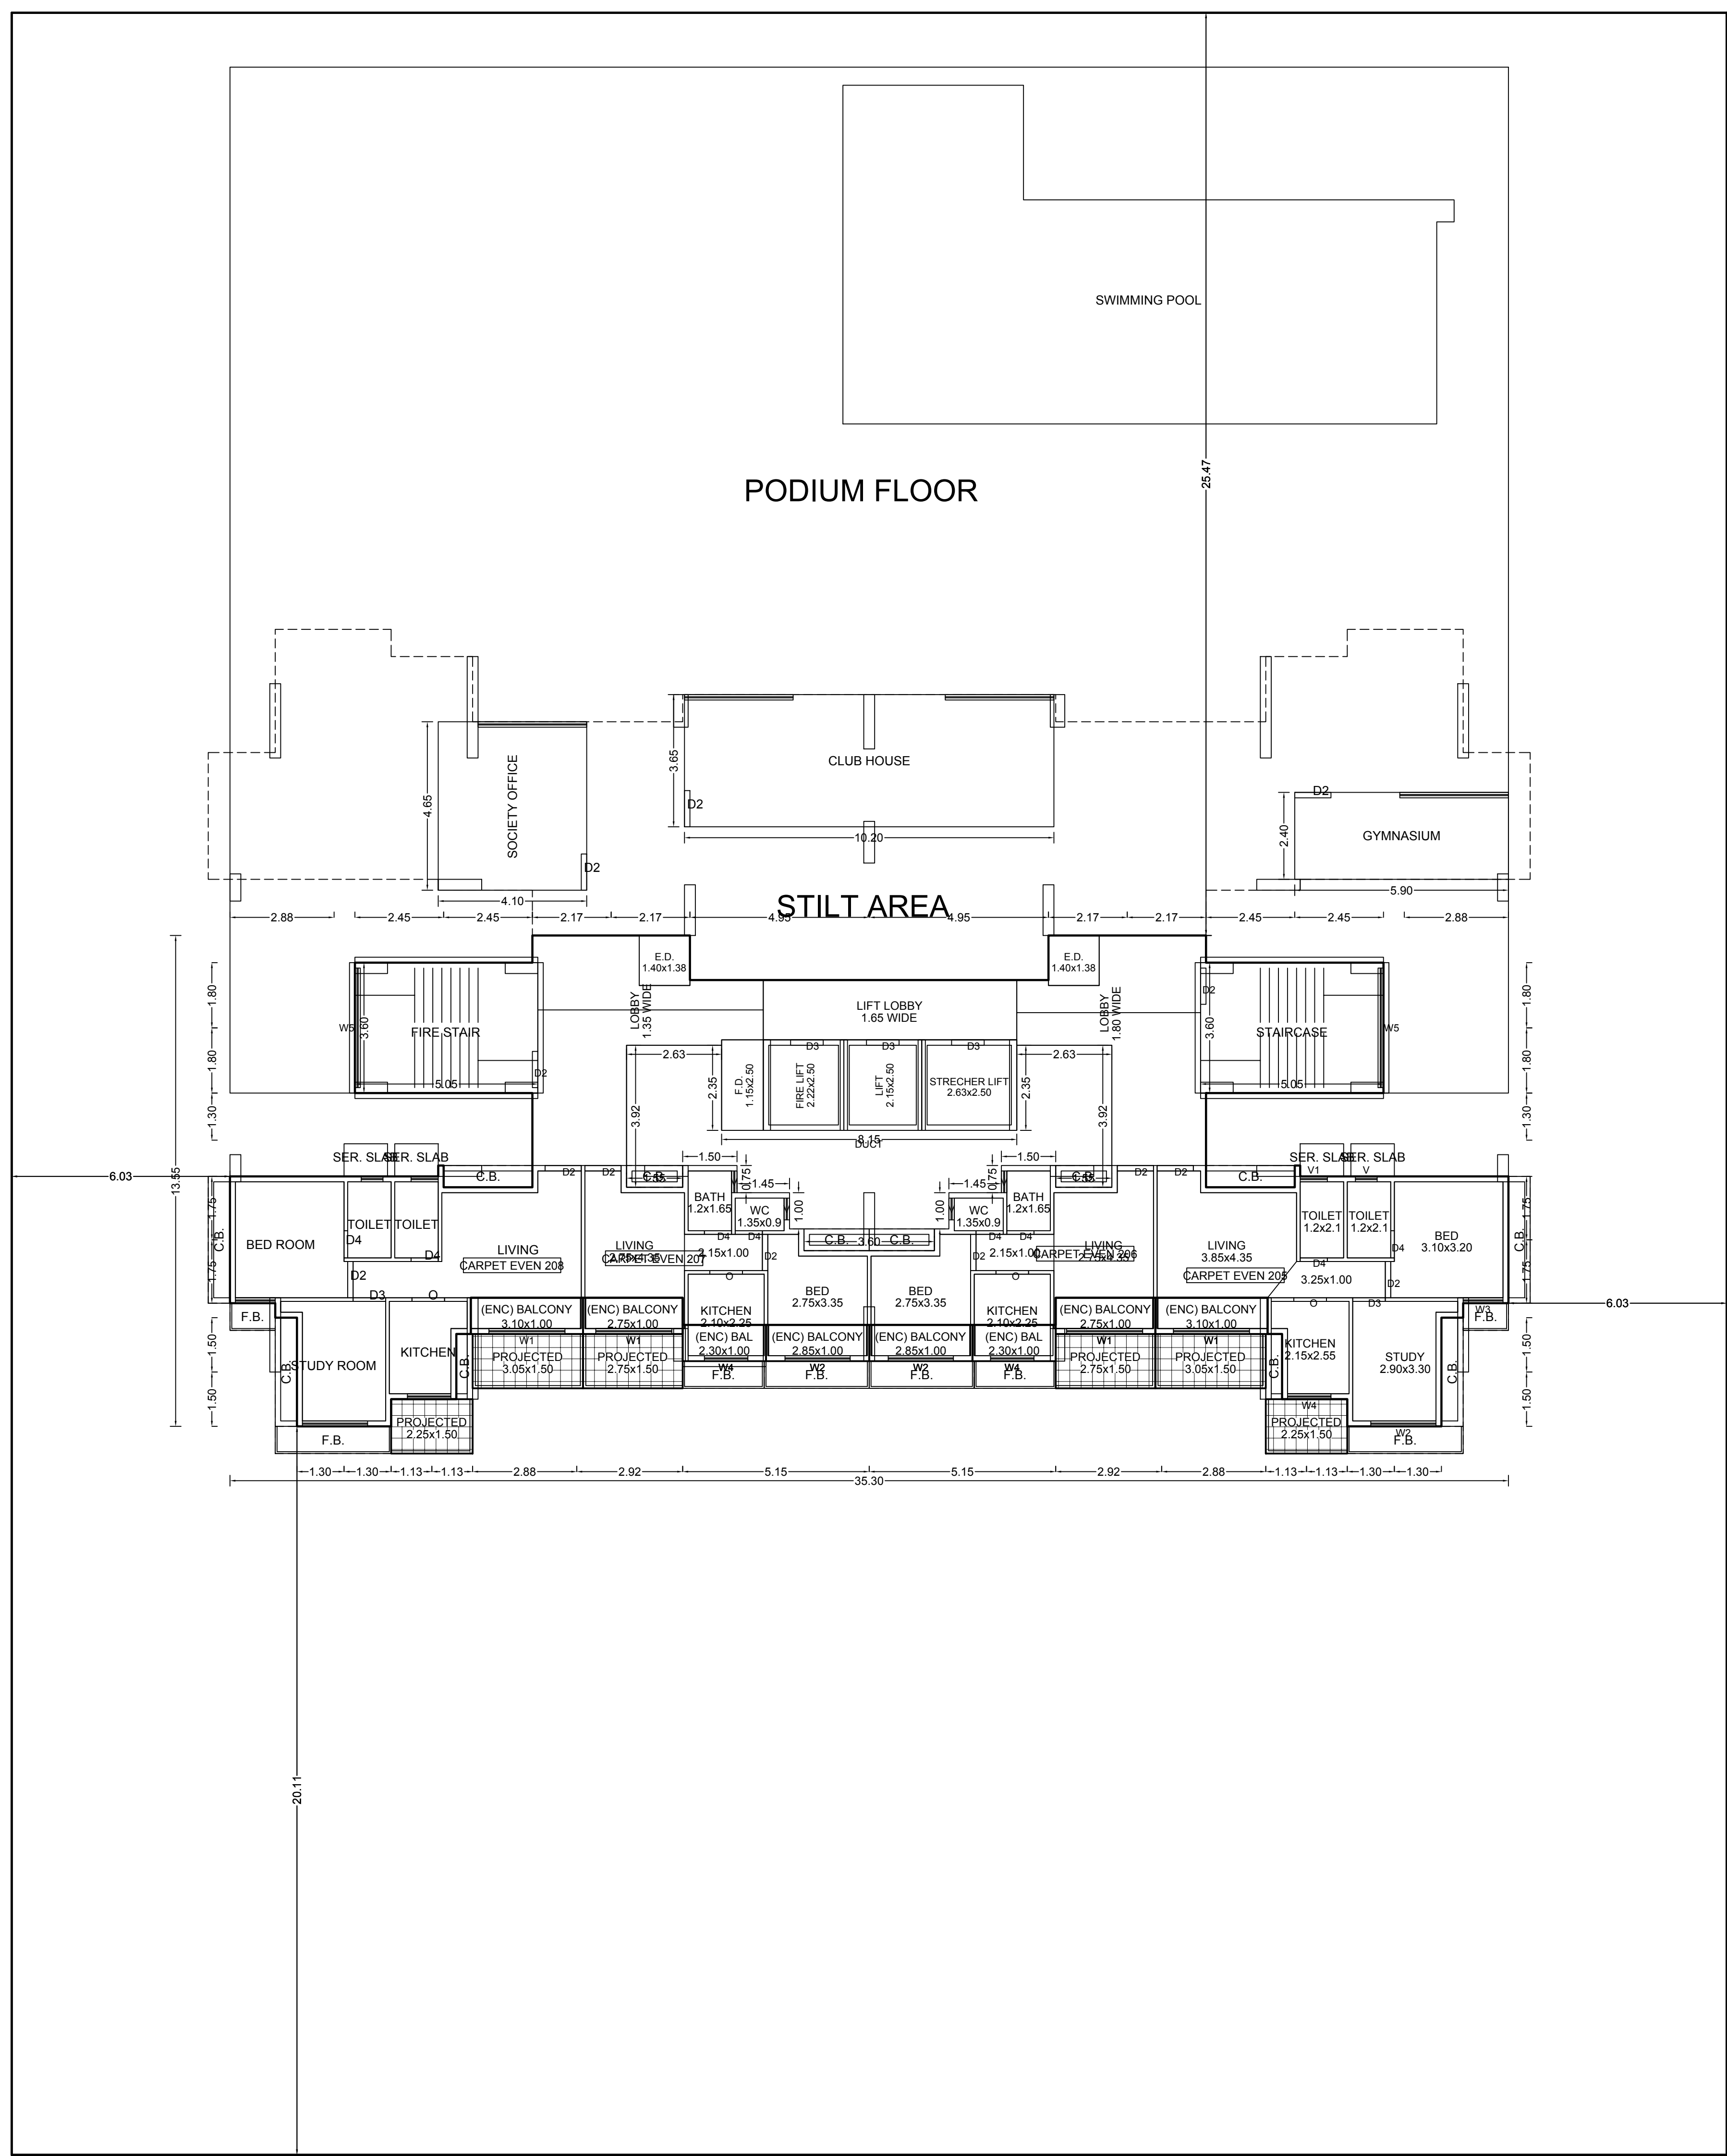 SWIMMING POOL
25.47
PODIUM FLOOR
3.65
CLUB HOUSE
D2
10.20
4.65
SOCIETY OFFICE
D2
4.10
D2
2.40
GYMNASIUM
5.90
STILT AREA
2.88
2.45
2.45
2.17
2.17
4.95
4.95
2.17
2.17
2.45
2.45
2.88
E.D.
1.40x1.38
E.D.
1.40x1.38
1.80
1.80
1.30
13.55
W5
3.60
FIRE STAIR
5.05
D2
LOBBY
1.35 WIDE
LIFT LOBBY
1.65 WIDE
LOBBY
1.80 WIDE
D2
3.60
STAIRCASE
5.05
W5
1.80
1.80
1.30
2.63
2.35
3.92
F.D.
1.15x2.50
D3
FIRE LIFT
2.22x2.50
D3
LIFT
2.15x2.50
D3
STRECHER LIFT
2.63x2.50
2.63
2.35
3.92
8.15
DUCT
6.03
SER. SLAB
SER. SLAB
C.B.
D2
D2
C.B.
1.50
0.75
1.45
1.00
1.50
0.75
1.45
1.00
C.B.
D2
D2
C.B.
SER. SLAB
SER. SLAB
V1
V
1.75
1.75
C.B.
BED ROOM
TOILET
TOILET
D4
D4
D2
D3
O
LIVING
CARPET EVEN 208
LIVING
2.75x4.35
CARPET EVEN 207
BATH
1.2x1.65
WC
1.35x0.9
D4
D4
2.15x1.00
D2
O
C.B.
3.60
C.B.
BED
2.75x3.35
BED
2.75x3.35
WC
1.35x0.9
BATH
1.2x1.65
D4
D4
2.15x1.00
D2
O
LIVING
2.75x4.35
CARPET EVEN 206
LIVING
3.85x4.35
CARPET EVEN 205
TOILET
1.2x2.1
TOILET
1.2x2.1
D4
D4
3.25x1.00
D2
O
D3
BED
3.10x3.20
C.B.
1.75
1.75
6.03
F.B.
(ENC) BALCONY
3.10x1.00
(ENC) BALCONY
2.75x1.00
KITCHEN
2.10x2.25
KITCHEN
2.10x2.25
(ENC) BALCONY
2.75x1.00
(ENC) BALCONY
3.10x1.00
W3
F.B.
1.50
1.50
C.B.
STUDY ROOM
KITCHEN
C.B.
W1
PROJECTED
3.05x1.50
W1
PROJECTED
2.75x1.50
(ENC) BAL
2.30x1.00
(ENC) BALCONY
2.85x1.00
(ENC) BALCONY
2.85x1.00
(ENC) BAL
2.30x1.00
W4
F.B.
W2
F.B.
W2
F.B.
W4
F.B.
W1
PROJECTED
2.75x1.50
W1
PROJECTED
3.05x1.50
C.B.
KITCHEN
2.15x2.55
STUDY
2.90x3.30
C.B.
1.50
1.50
F.B.
PROJECTED
2.25x1.50
W4
PROJECTED
2.25x1.50
W2
F.B.
1.30
1.30
1.13
1.13
2.88
2.92
5.15
5.15
2.92
2.88
1.13
1.13
1.30
1.30
35.30
20.11